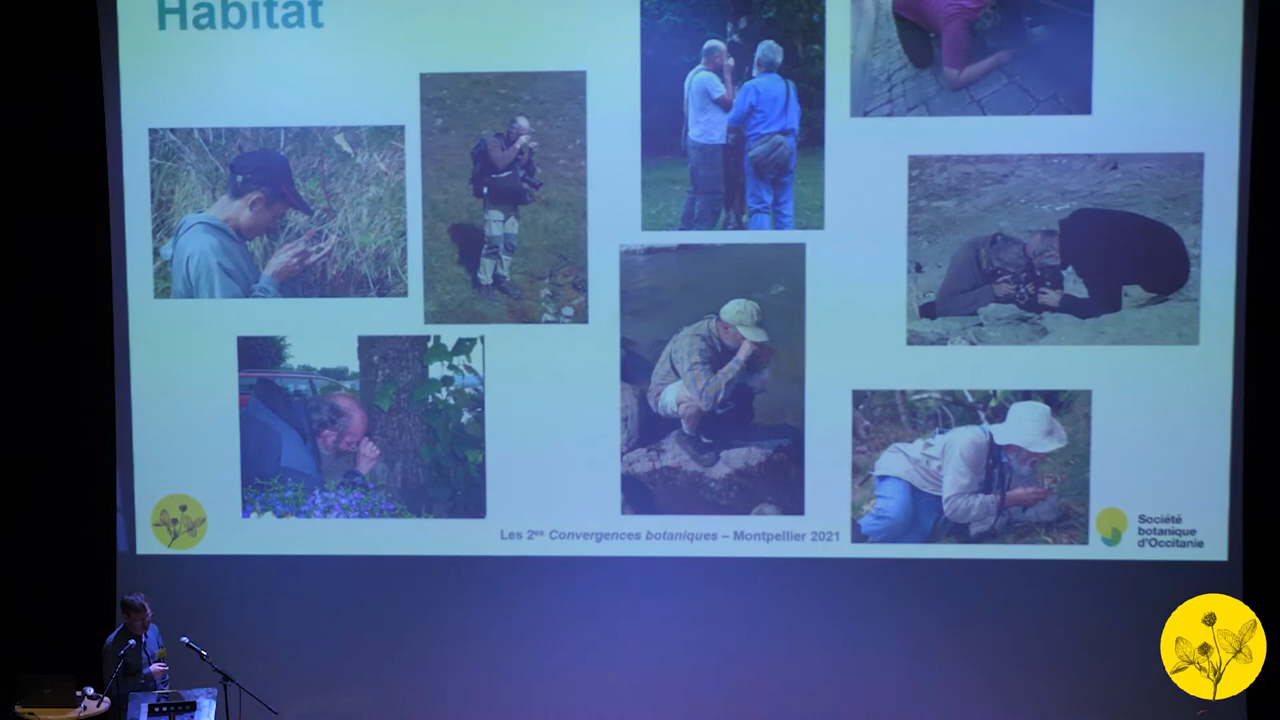 Habitat
Les 2es Convergences botaniques – Montpellier 2021
Société
botanique
d'Occitanie